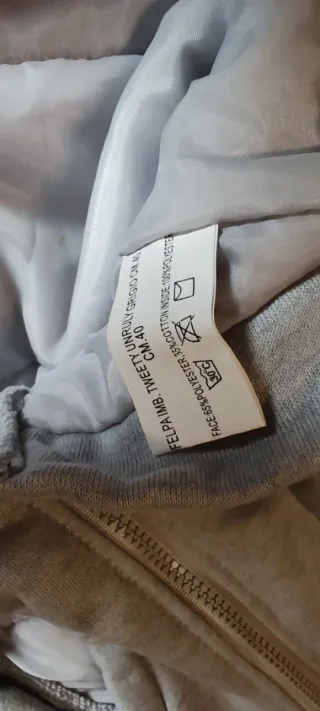 FELPA IMB. TWEETY UNRULY GRIGIO CM.40
CM.40
30°C
FACE:65%POLYESTER,35%COTTON INSIDE:100%POLYESTER